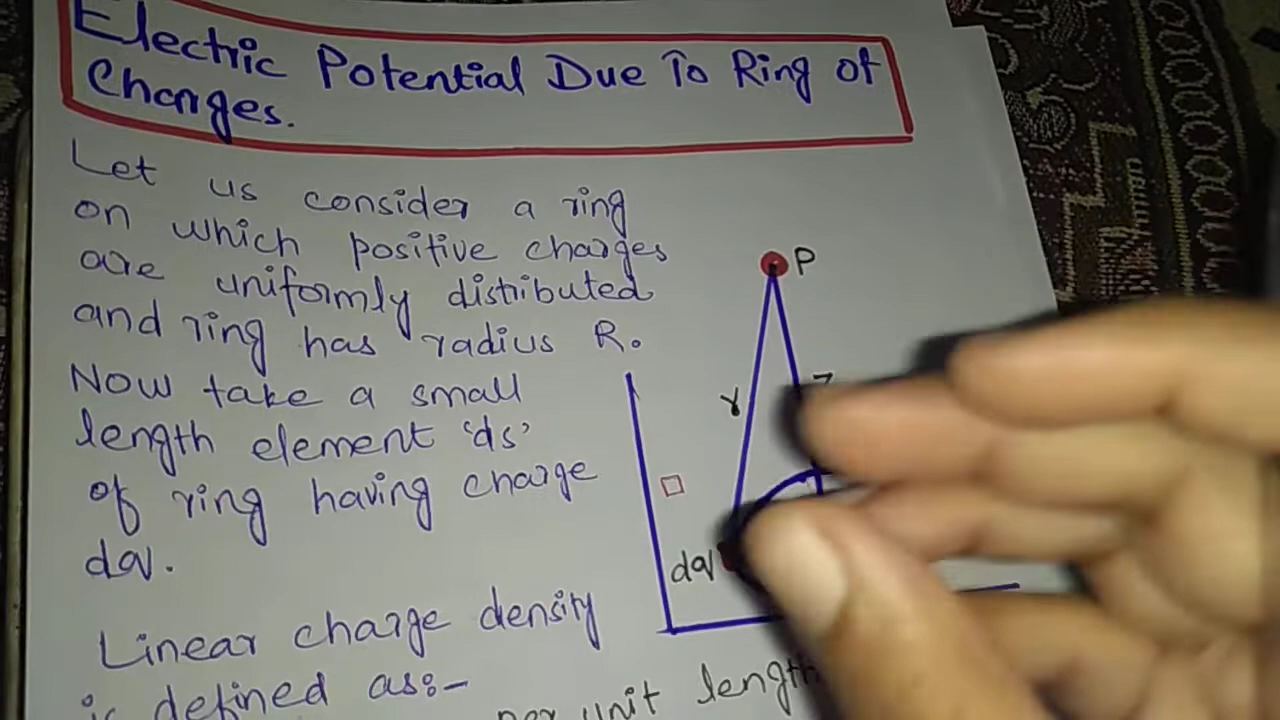 Electric Potential Due To Ring of
Charges.
Let us consider a ring
on which positive charges
are uniformly distributed
and ring has radius R.
Now take a small
length element 'ds'
of ring having charge
dq.
P
r
z
dq
Linear charge density
is defined as:-
per unit length